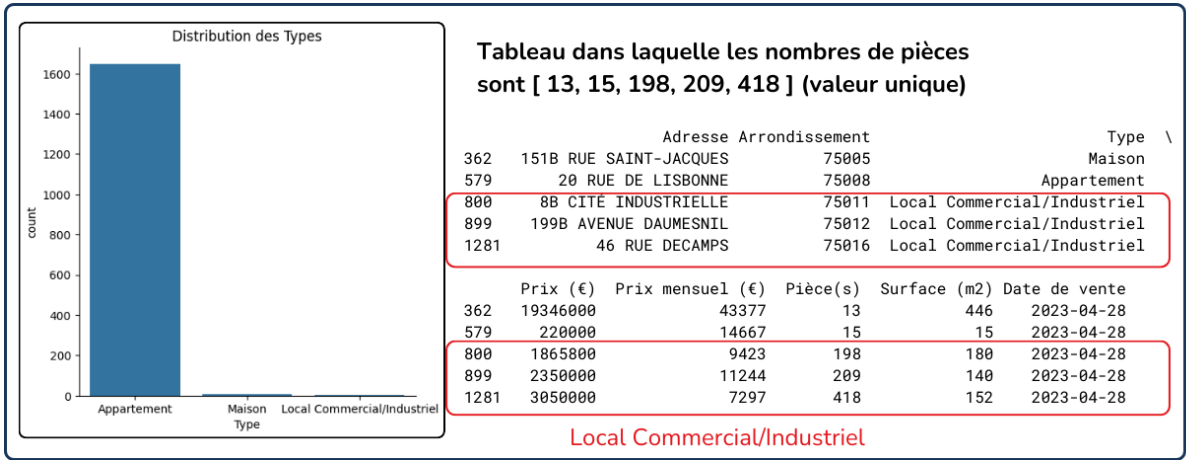 Distribution des Types
1600
1400
1200
1000
800
600
400
200
0
count
Appartement Maison Local Commercial/Industriel
Type
Tableau dans laquelle les nombres de pièces
sont [ 13, 15, 198, 209, 418 ] (valeur unique)
Adresse Arrondissement Type \
362 151B RUE SAINT-JACQUES 75005 Maison
579 20 RUE DE LISBONNE 75008 Appartement
800 8B CITÉ INDUSTRIELLE 75011 Local Commercial/Industriel
899 199B AVENUE DAUMESNIL 75012 Local Commercial/Industriel
1281 46 RUE DECAMPS 75016 Local Commercial/Industriel
Prix (€) Prix mensuel (€) Pièce(s) Surface (m2) Date de vente
362 19346000 43377 13 446 2023-04-28
579 220000 14667 15 15 2023-04-28
800 1865800 9423 198 180 2023-04-28
899 2350000 11244 209 140 2023-04-28
1281 3050000 7297 418 152 2023-04-28
Local Commercial/Industriel